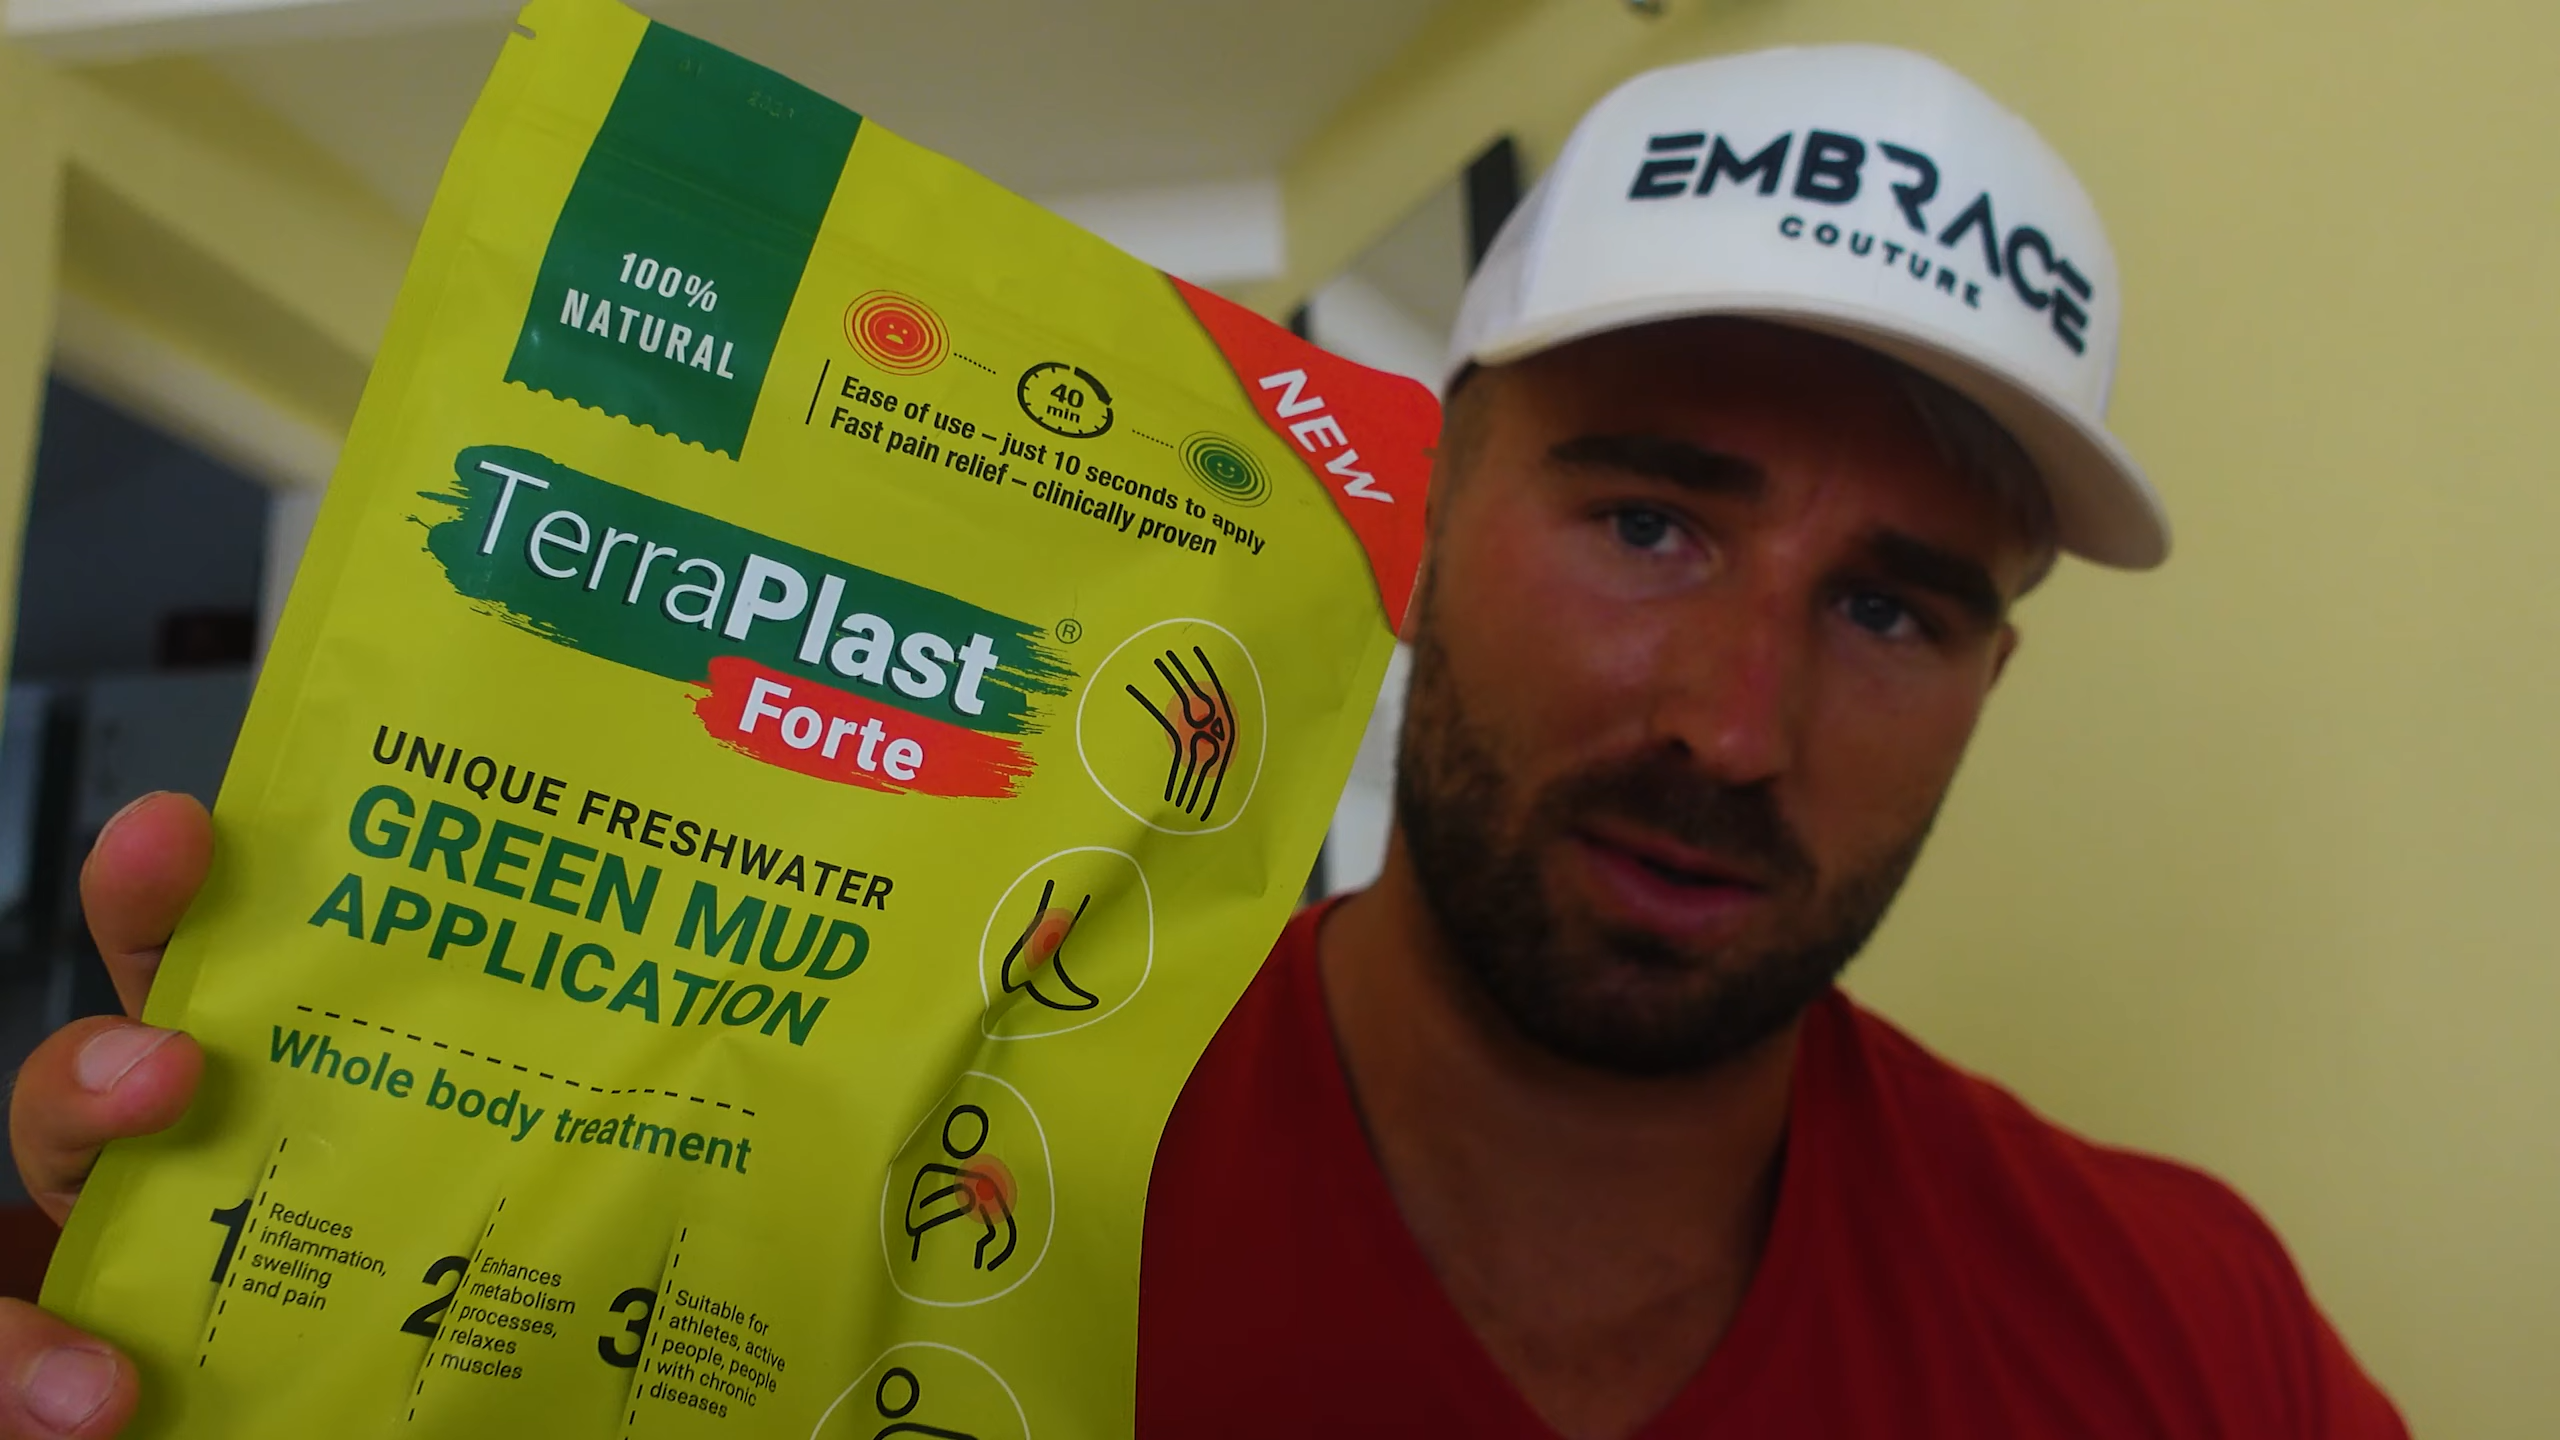 100%
NATURAL
40
min
Ease of use – just 10 seconds to apply
Fast pain relief – clinically proven
NEW
TerraPlast®
Forte
UNIQUE FRESHWATER
GREEN MUD
APPLICATION
Whole body treatment
1
Reduces
inflammation,
swelling
and pain
2
Enhances
metabolism
processes,
relaxes
muscles
3
Suitable for
athletes, active
people, people
with chronic
diseases
EMBRACE
COUTURE